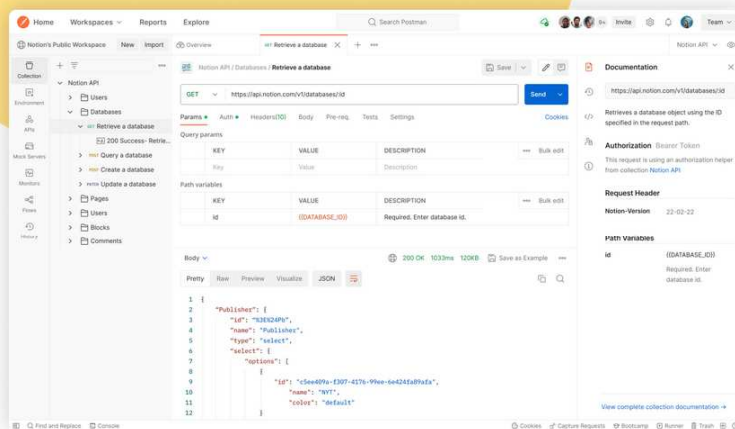 Home Workspaces Reports Explore Search Postman Invite Team
Notion's Public Workspace New Import Overview GET Retrieve a database Notion API
Collection
Environment
APIs
Mock Servers
Monitors
Flows
History
Notion API
Users
Databases
GET Retrieve a database
200 Success- Retrie...
POST Query a database
POST Create a database
PATCH Update a database
Pages
Users
Blocks
Comments
Notion API / Databases / Retrieve a database Save
GET https://api.notion.com/v1/databases/:id Send
Params Auth Headers(10) Body Pre-req. Tests Settings Cookies
Query params
KEY VALUE DESCRIPTION Bulk edit
Key Value Description
Path variables
KEY VALUE DESCRIPTION Bulk edit
id {{DATABASE_ID}} Required. Enter database id.
Body 200 OK 1033ms 120KB Save as Example
Pretty Raw Preview Visualize JSON
1 {
2 "Publisher": {
3 "id": "%3E%24Pb",
4 "name": "Publisher",
5 "type": "select",
6 "select": {
7 "options": [
8 {
9 "id": "c5ee409a-f307-4176-99ee-6e424fa89afa",
10 "name": "NYT",
11 "color": "default"
12 }
Documentation
https://api.notion.com/v1/databases/:id
Retrieves a database object using the ID
specified in the request path.
Authorization Bearer Token
This request is using an authorization helper
from collection Notion API
Request Header
Notion-Version 22-02-22
Path Variables
id {{DATABASE_ID}}
Required. Enter
database id.
View complete collection documentation →
Find and Replace Console Cookies Capture Requests Bootcamp Runner Trash